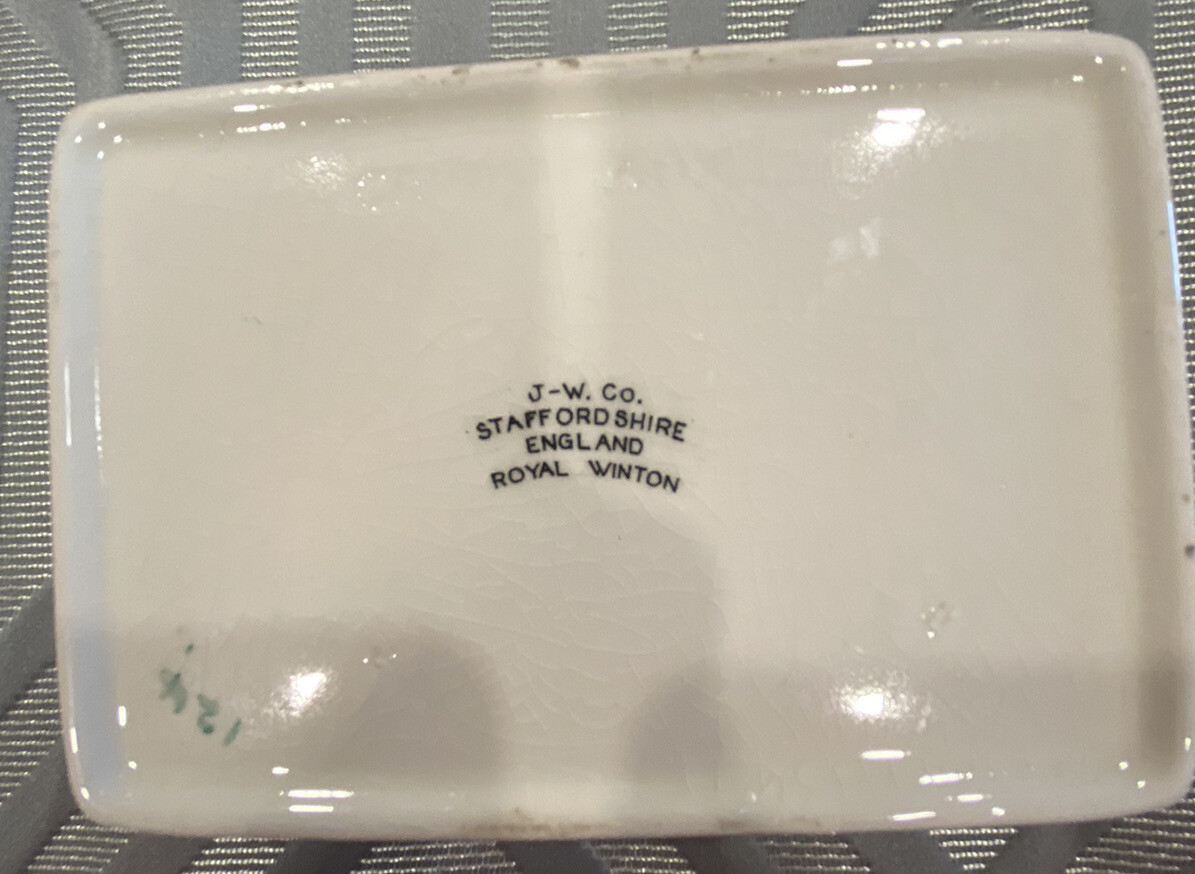 J-W. Co.
STAFFORDSHIRE
ENGLAND
ROYAL WINTON